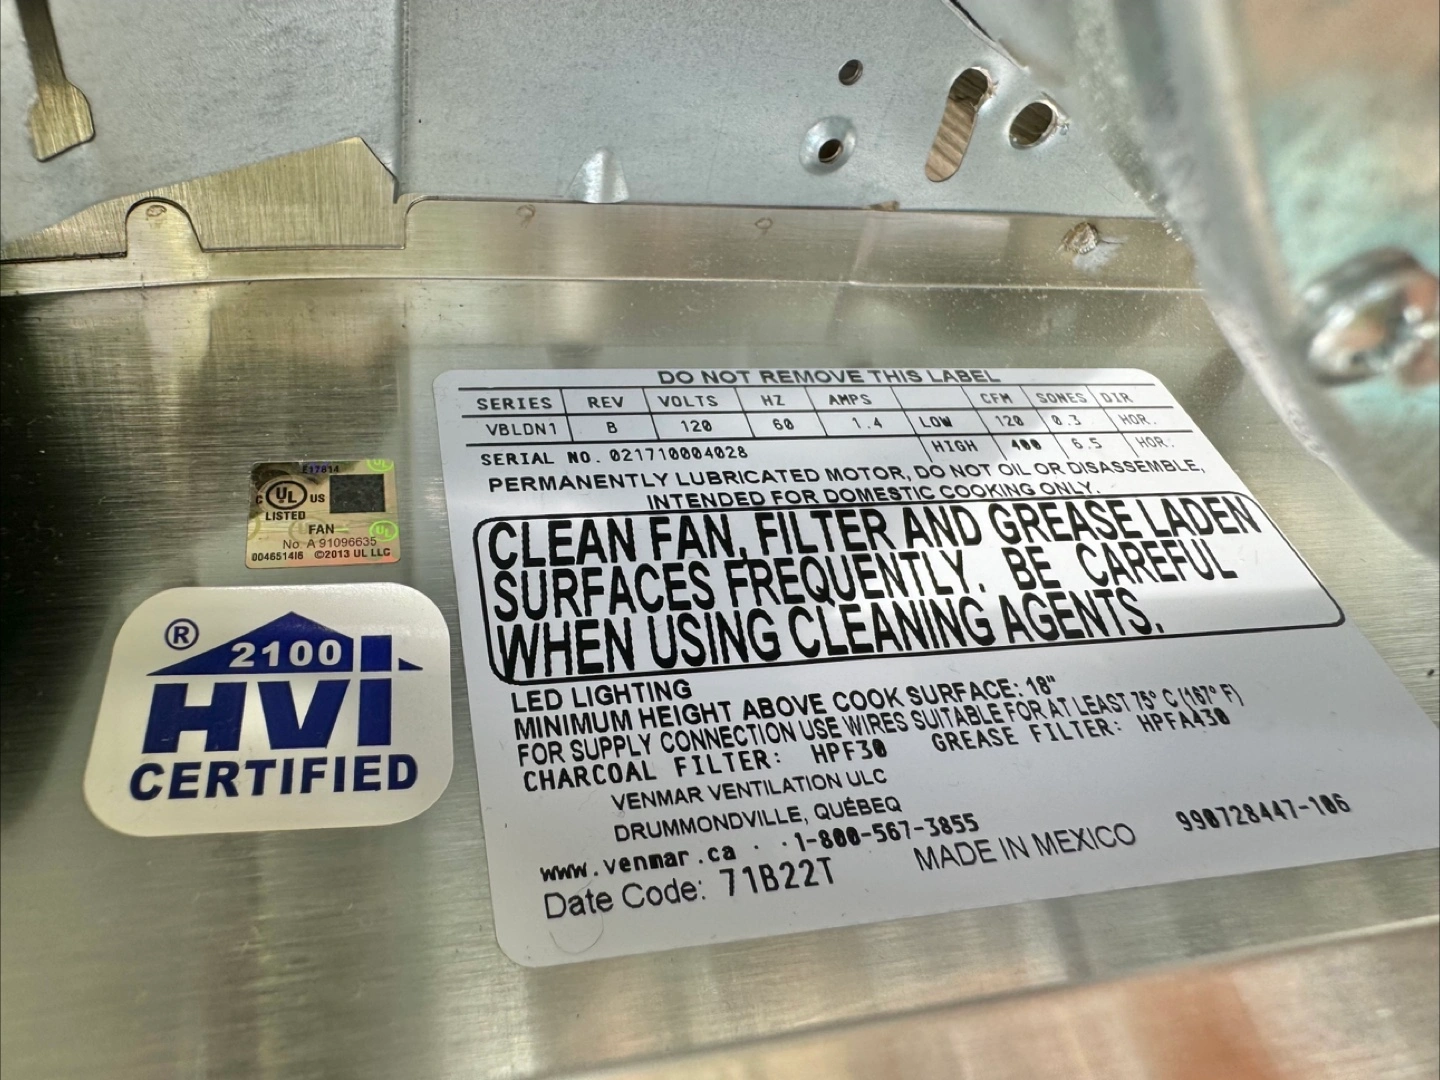 DO NOT REMOVE THIS LABEL
SERIES REV VOLTS HZ AMPS CFM SONES DIR
VBLDN1 B 120 60 1.4 LOW 120 0.3 HOR.
SERIAL NO. 021710004028 HIGH 400 6.5 HOR.
PERMANENTLY LUBRICATED MOTOR, DO NOT OIL OR DISASSEMBLE,
INTENDED FOR DOMESTIC COOKING ONLY.
CLEAN FAN, FILTER AND GREASE LADEN
SURFACES FREQUENTLY. BE CAREFUL
WHEN USING CLEANING AGENTS.
LED LIGHTING
MINIMUM HEIGHT ABOVE COOK SURFACE: 18"
FOR SUPPLY CONNECTION USE WIRES SUITABLE FOR AT LEAST 75° C (167° F)
CHARCOAL FILTER: HPF30 GREASE FILTER: HPFA430
VENMAR VENTILATION ULC
DRUMMONDVILLE, QUÉBEQ
www.venmar.ca · · 1-800-567-3855
Date Code: 71B22T MADE IN MEXICO 990728447-106
E17814
UL
C UL US
LISTED
FAN
UL
No A 91096635
004651416 ©2013 UL LLC
®
2100
HVI
CERTIFIED